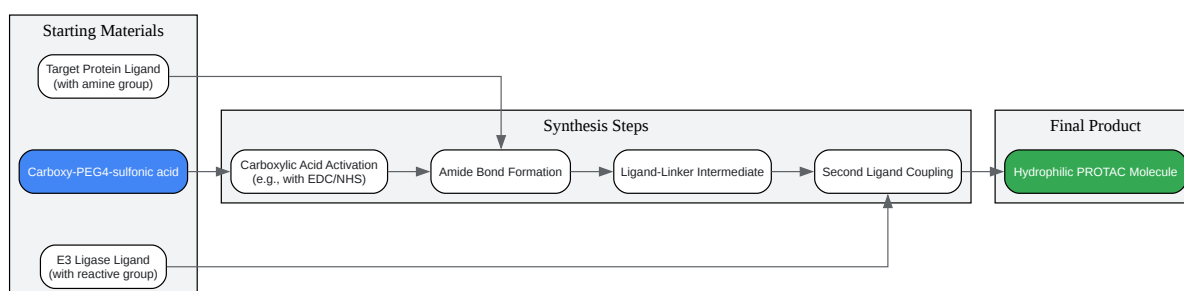 Starting Materials
Target Protein Ligand
(with amine group)
Carboxy-PEG4-sulfonic acid
E3 Ligase Ligand
(with reactive group)
Synthesis Steps
Carboxylic Acid Activation
(e.g., with EDC/NHS)
Amide Bond Formation
Ligand-Linker Intermediate
Second Ligand Coupling
Final Product
Hydrophilic PROTAC Molecule